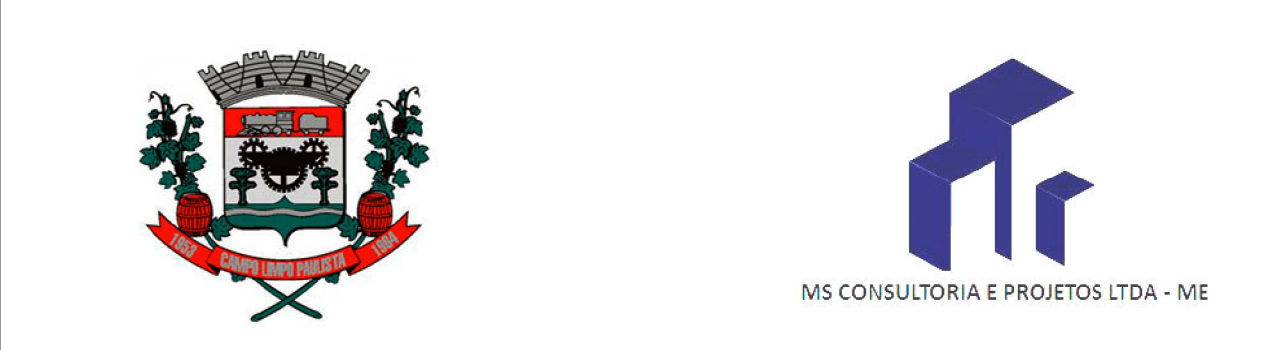 1953
CAMPO LIMPO PAULISTA
1964
MS CONSULTORIA E PROJETOS LTDA - ME